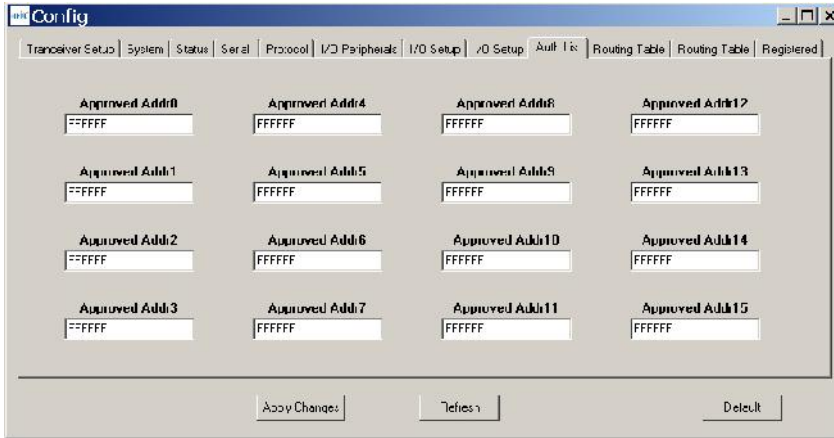 Config
Tranceiver Setup System Status Serial Protocol I/O Peripherals I/O Setup I/O Setup Auth List Routing Table Routing Table Registered
Approved Addr0 Approved Addr4 Approved Addr8 Approved Addr12
FFFFFF FFFFFF FFFFFF FFFFFF
Approved Addr1 Approved Addr5 Approved Addr9 Approved Addr13
FFFFFF FFFFFF FFFFFF FFFFFF
Approved Addr2 Approved Addr6 Approved Addr10 Approved Addr14
FFFFFF FFFFFF FFFFFF FFFFFF
Approved Addr3 Approved Addr7 Approved Addr11 Approved Addr15
FFFFFF FFFFFF FFFFFF FFFFFF
Apply Changes Refresh Default